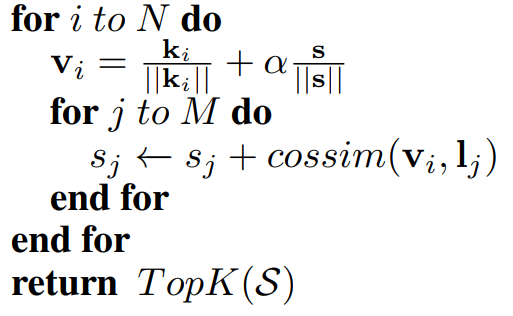 for i to N do
v_i = k_i / ||k_i|| + α s / ||s||
for j to M do
s_j ← s_j + cossim(v_i, l_j)
end for
end for
return TopK(𝒮)